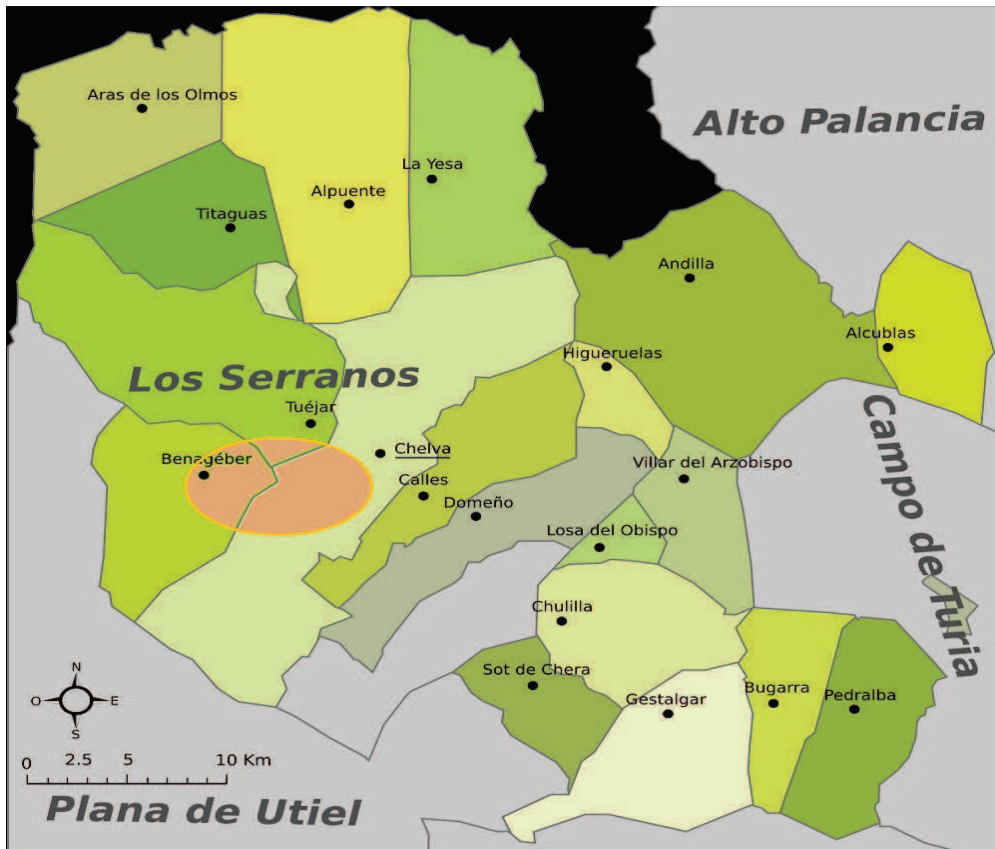 Aras de los Olmos
Alto Palancia
La Yesa
Alpuente
Titaguas
Andilla
Alcublas
Higueruelas
Los Serranos
Tuéjar
Campo de Turia
Chelva
Benagéber
Villar del Arzobispo
Calles
Domeño
Losa del Obispo
Chulilla
Sot de Chera
N
O E
S
Gestalgar
Bugarra
Pedralba
0 2.5 5 10 Km
Plana de Utiel